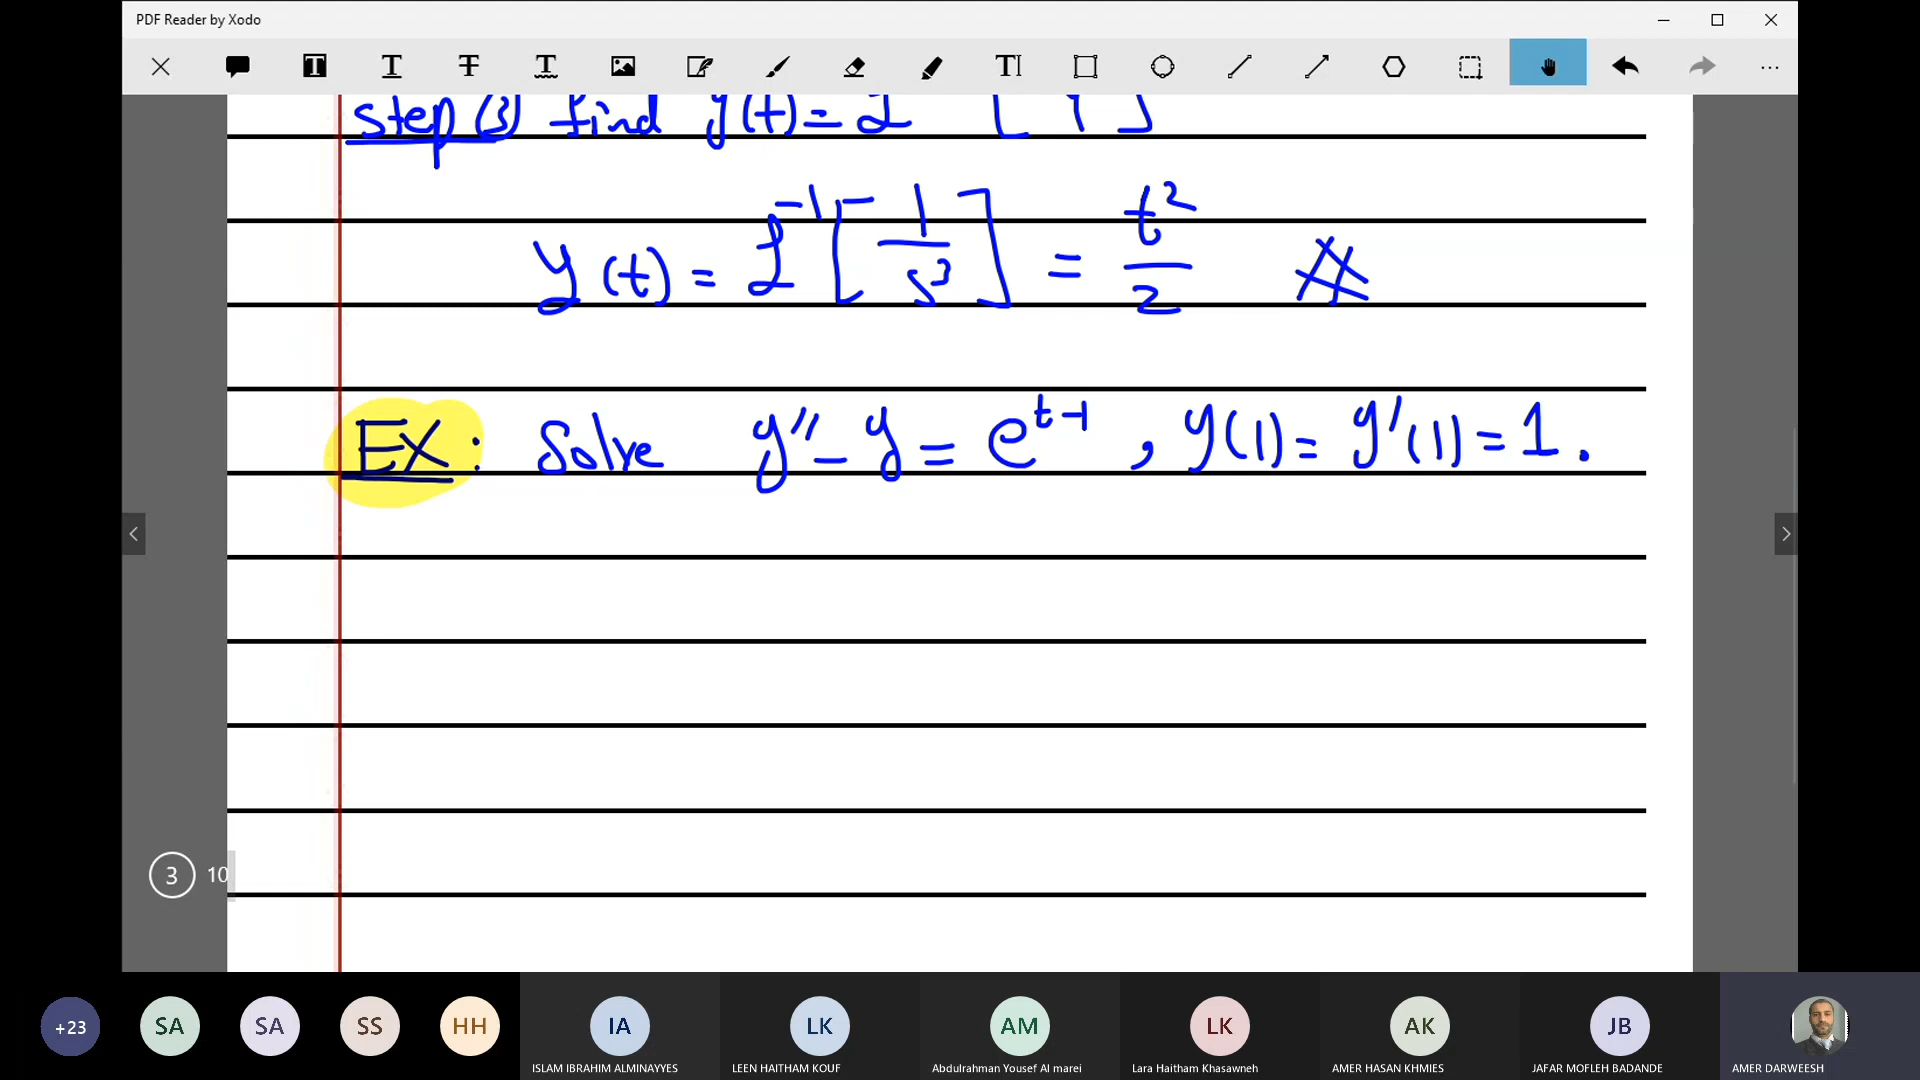 PDF Reader by Xodo
step (3) find y(t) = £ [ Y ]
y(t) = £⁻¹ [ 1/s³ ] = t²/2
EX : Solve y'' - y = e^(t-1) , y(1) = y'(1) = 1 .
3 10
+23 SA SA SS HH IA LK AM LK AK JB
ISLAM IBRAHIM ALMINAYYES LEEN HAITHAM KOUF Abdulrahman Yousef Al marei Lara Haitham Khasawneh AMER HASAN KHMIES JAFAR MOFLEH BADANDE AMER DARWEESH